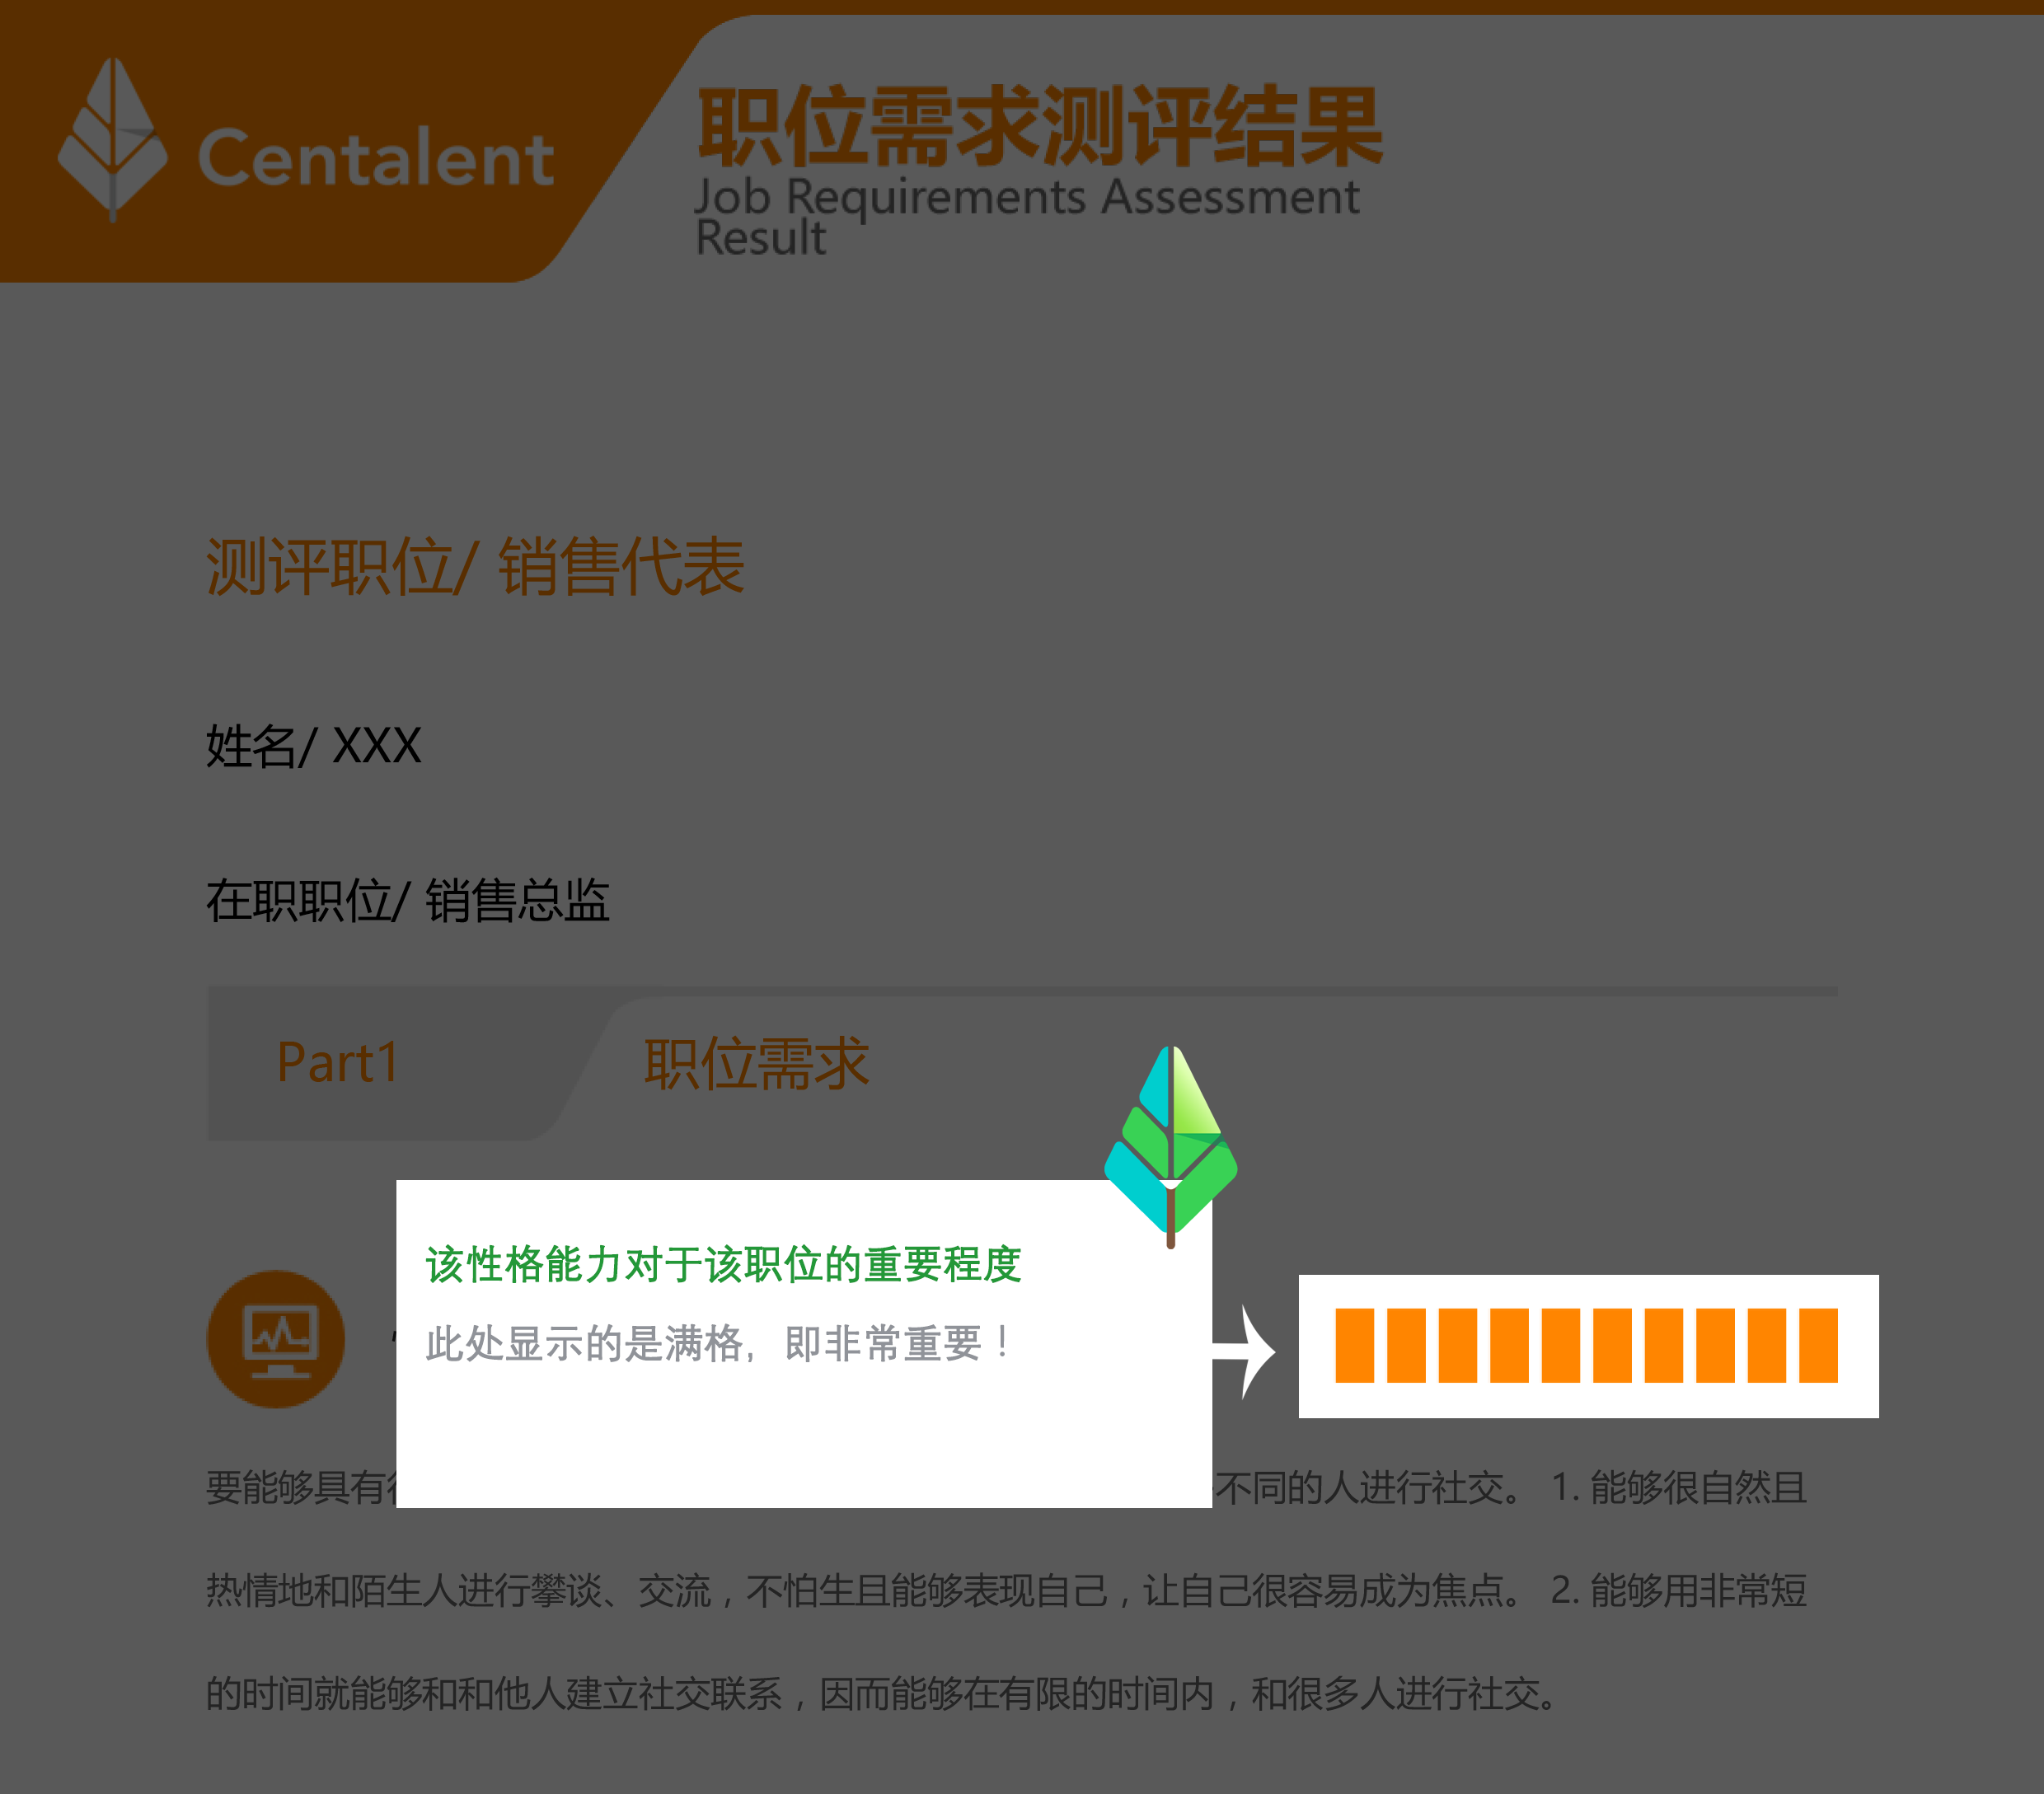 Centalent
职位需求测评结果
Job Requirements Assessment
Result
测评职位/ 销售代表
姓名/ XXX
在职职位/ 销售总监
Part1
职位需求
该性格能力对于该职位的重要程度
此处显示的是满格，即非常重要！
要能够具有
不同的人进行社交。 1. 能够很自然且
热情地和陌生人进行攀谈、交流，不怕生且能够表现自己，让自己很容易成为焦点。 2. 能够用非常短
的时间就能够和和他人建立社交联系，因而能够在有限的时间内，和很多人进行社交。